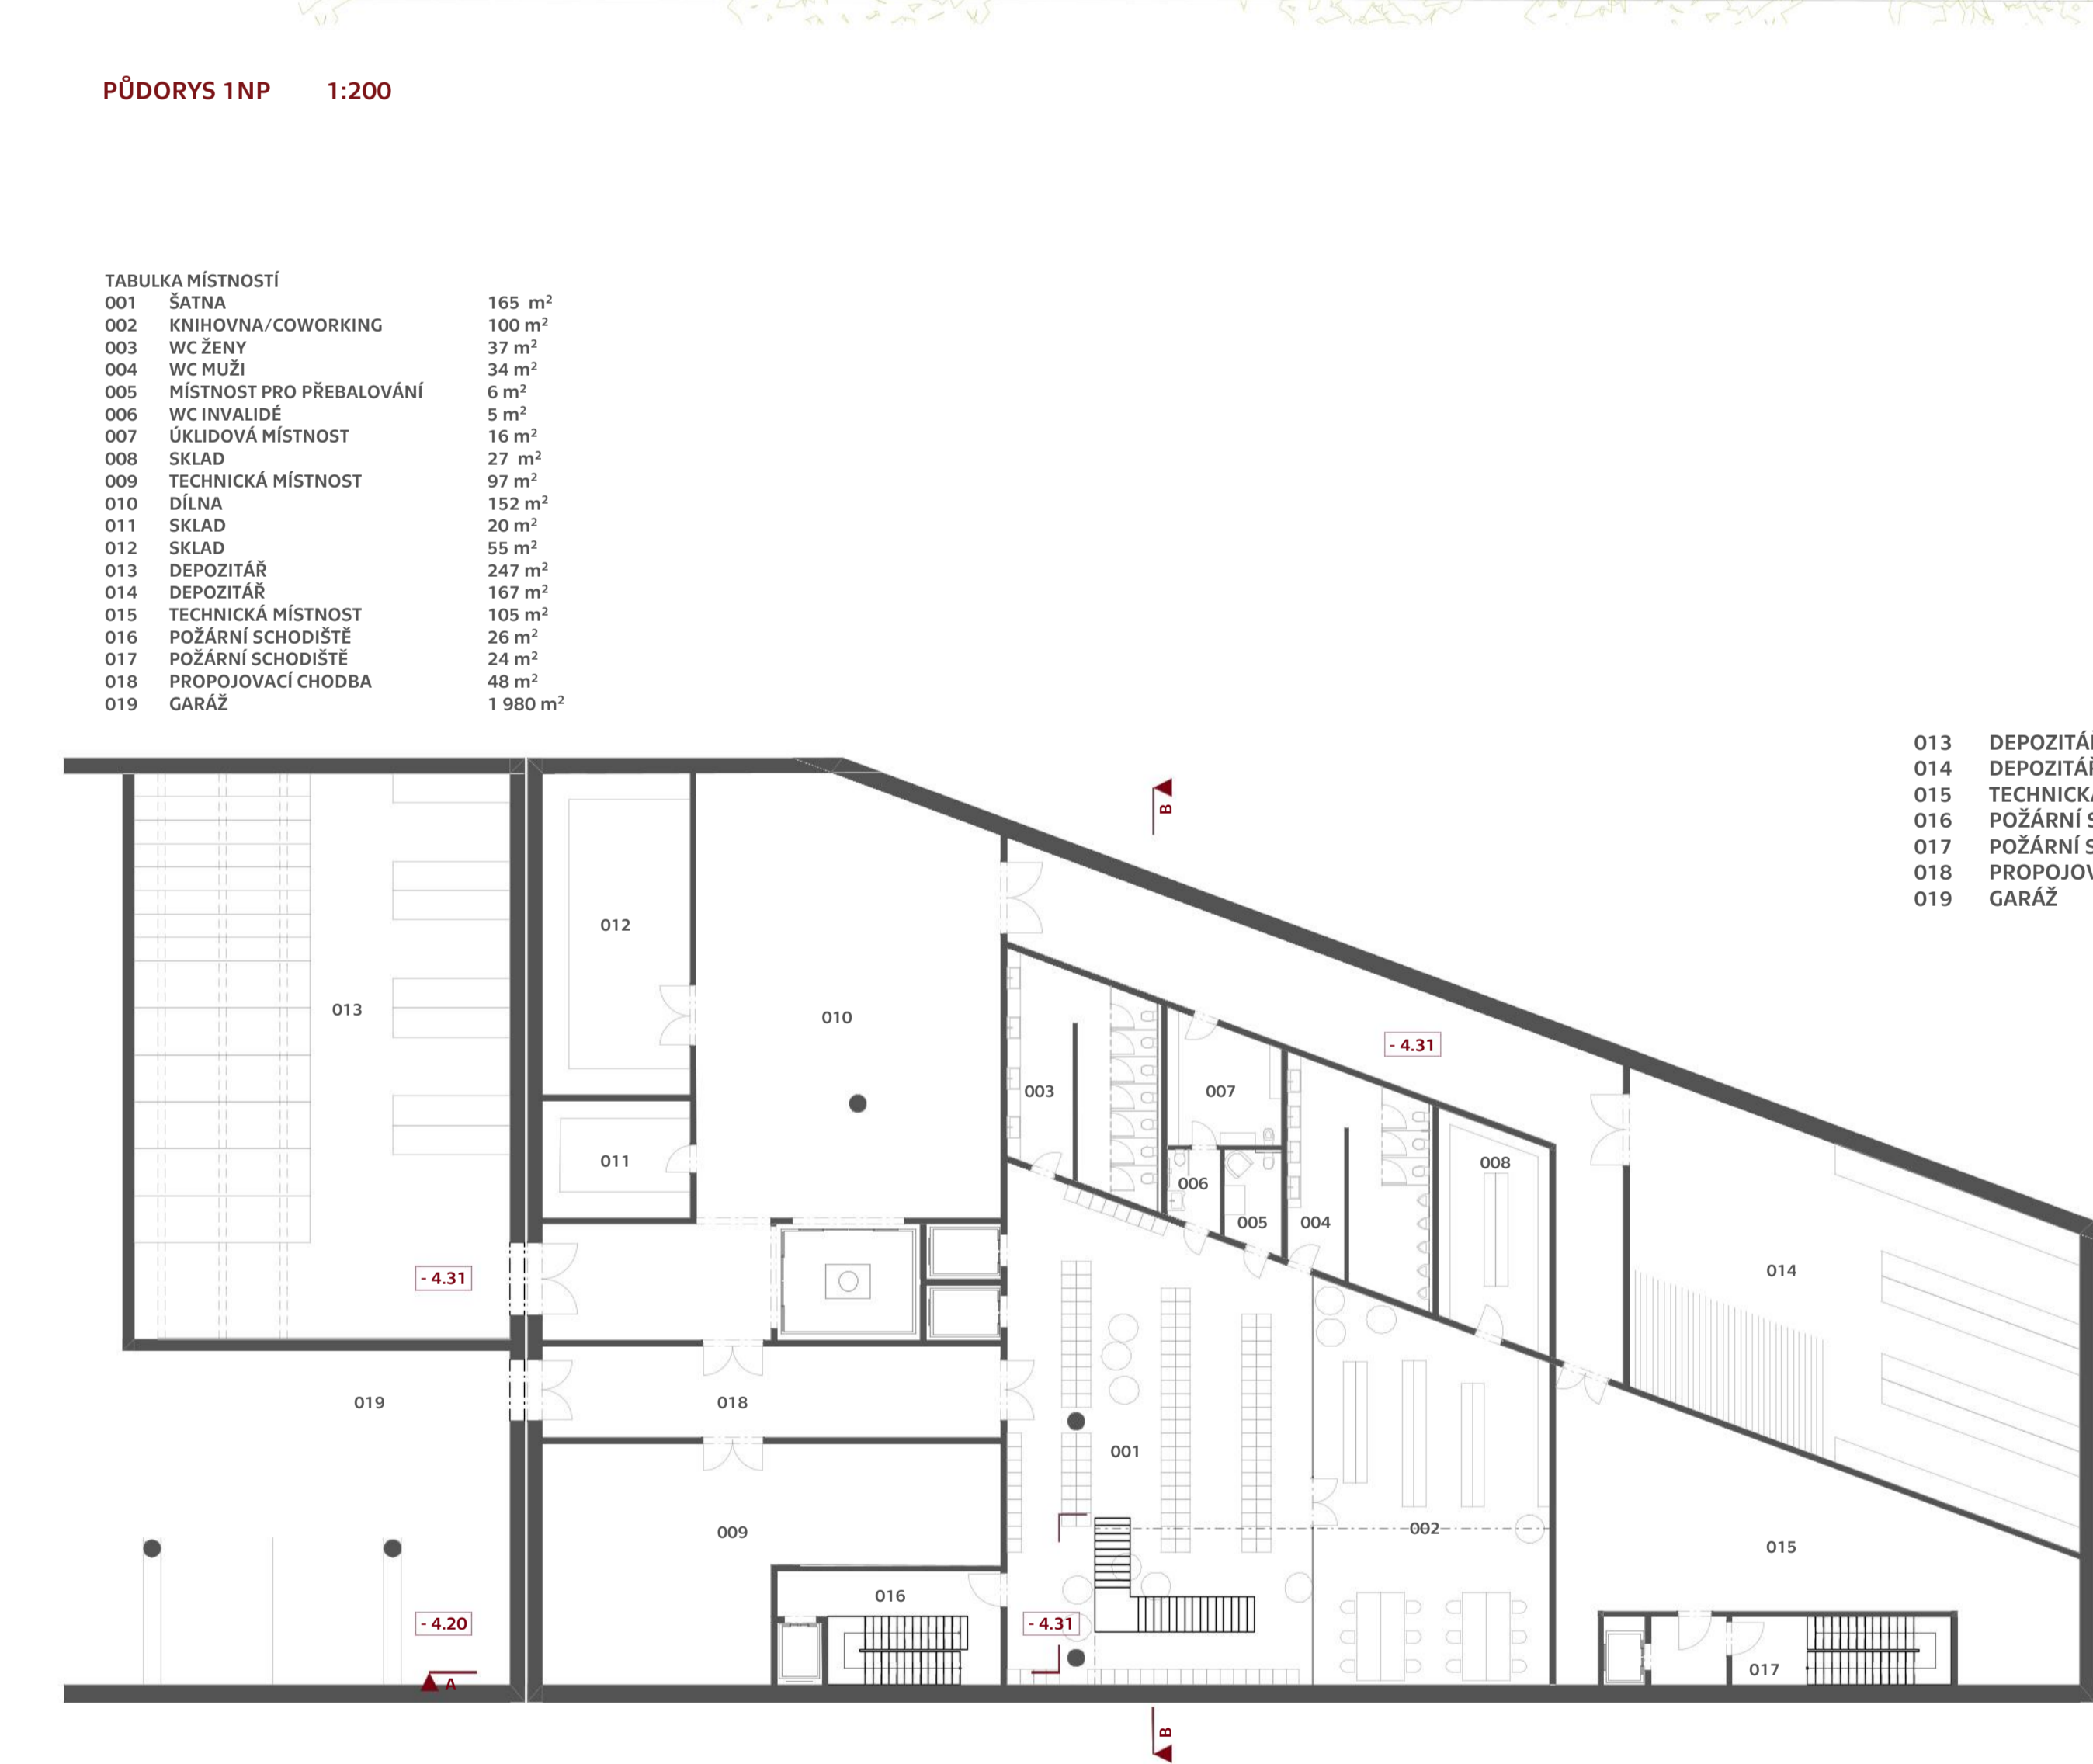 PŮDORYS 1NP 1:200
TABULKA MÍSTNOSTÍ
001 ŠATNA 165 m²
002 KNIHOVNA/COWORKING 100 m²
003 WC ŽENY 37 m²
004 WC MUŽI 34 m²
005 MÍSTNOST PRO PŘEBALOVÁNÍ 6 m²
006 WC INVALIDÉ 5 m²
007 ÚKLIDOVÁ MÍSTNOST 16 m²
008 SKLAD 27 m²
009 TECHNICKÁ MÍSTNOST 97 m²
010 DÍLNA 152 m²
011 SKLAD 20 m²
012 SKLAD 55 m²
013 DEPOZITÁŘ 247 m²
014 DEPOZITÁŘ 167 m²
015 TECHNICKÁ MÍSTNOST 105 m²
016 POŽÁRNÍ SCHODIŠTĚ 26 m²
017 POŽÁRNÍ SCHODIŠTĚ 24 m²
018 PROPOJOVACÍ CHODBA 48 m²
019 GARÁŽ 1 980 m²
013 DEPOZITÁŘ
014 DEPOZITÁŘ
015 TECHNICKÁ
016 POŽÁRNÍ S
017 POŽÁRNÍ S
018 PROPOJOV
019 GARÁŽ
B
012
013
010
- 4.31
003
007
011
008
006
005
004
014
- 4.31
019
018
001
009
002
015
016
- 4.20
- 4.31
017
A
B